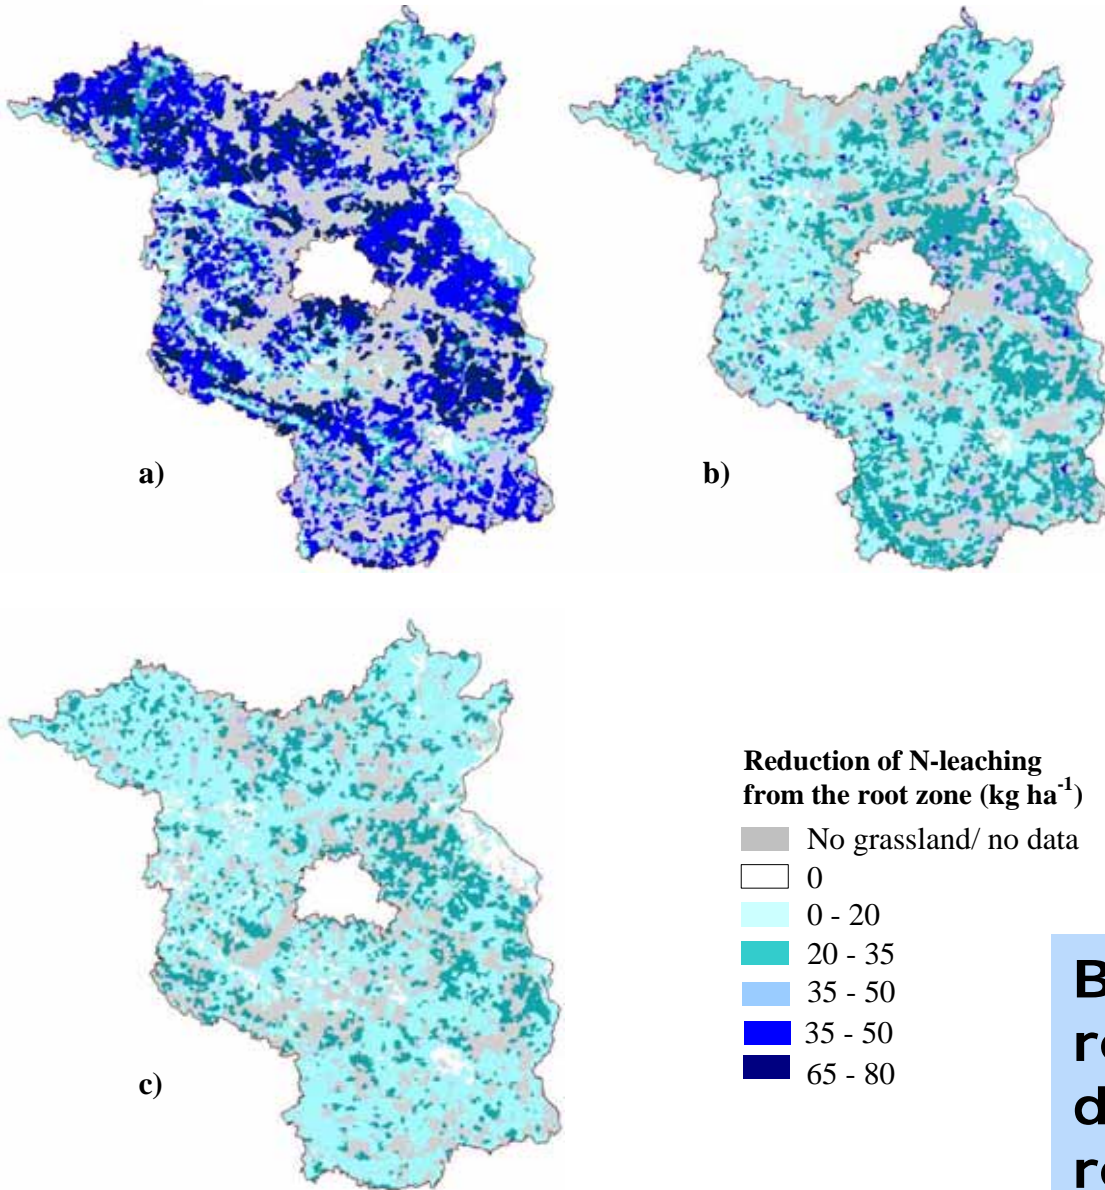 a)
b)
c)
Reduction of N-leaching
from the root zone (kg ha⁻¹)
No grassland/ no data
0
0 - 20
20 - 35
35 - 50
35 - 50
65 - 80